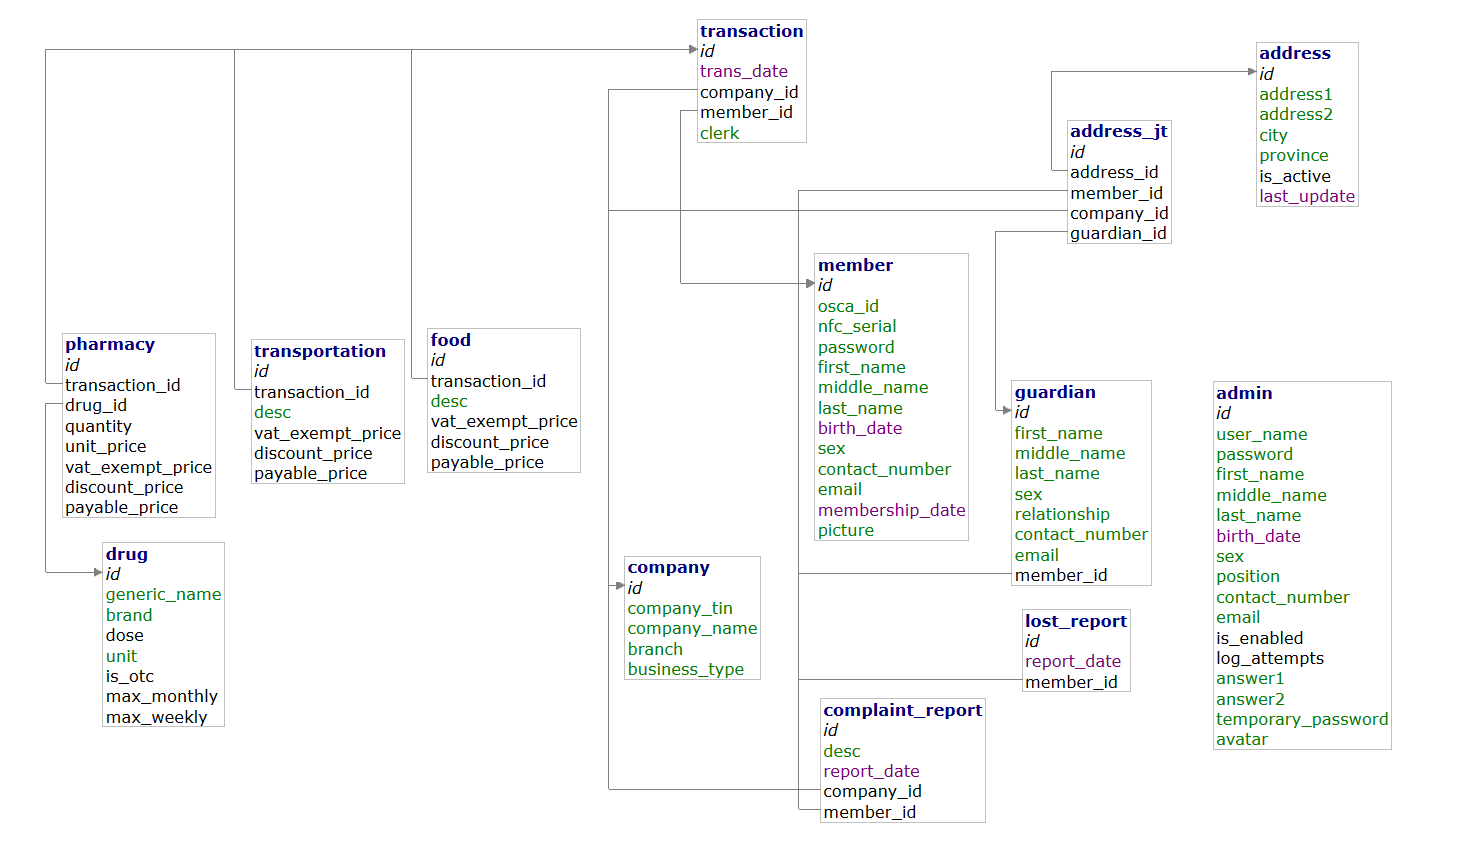 transaction
id
trans_date
company_id
member_id
clerk
address
id
address1
address2
city
province
is_active
last_update
address_jt
id
address_id
member_id
company_id
guardian_id
member
id
osca_id
nfc_serial
password
first_name
middle_name
last_name
birth_date
sex
contact_number
email
membership_date
picture
pharmacy
id
transaction_id
drug_id
quantity
unit_price
vat_exempt_price
discount_price
payable_price
transportation
id
transaction_id
desc
vat_exempt_price
discount_price
payable_price
food
id
transaction_id
desc
vat_exempt_price
discount_price
payable_price
guardian
id
first_name
middle_name
last_name
sex
relationship
contact_number
email
member_id
admin
id
user_name
password
first_name
middle_name
last_name
birth_date
sex
position
contact_number
email
is_enabled
log_attempts
answer1
answer2
temporary_password
avatar
drug
id
generic_name
brand
dose
unit
is_otc
max_monthly
max_weekly
company
id
company_tin
company_name
branch
business_type
lost_report
id
report_date
member_id
complaint_report
id
desc
report_date
company_id
member_id